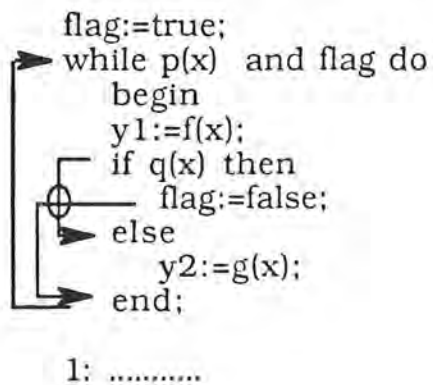 flag:=true;
while p(x) and flag do
begin
y1:=f(x);
if q(x) then
flag:=false;
else
y2:=g(x);
end;
1: ...........